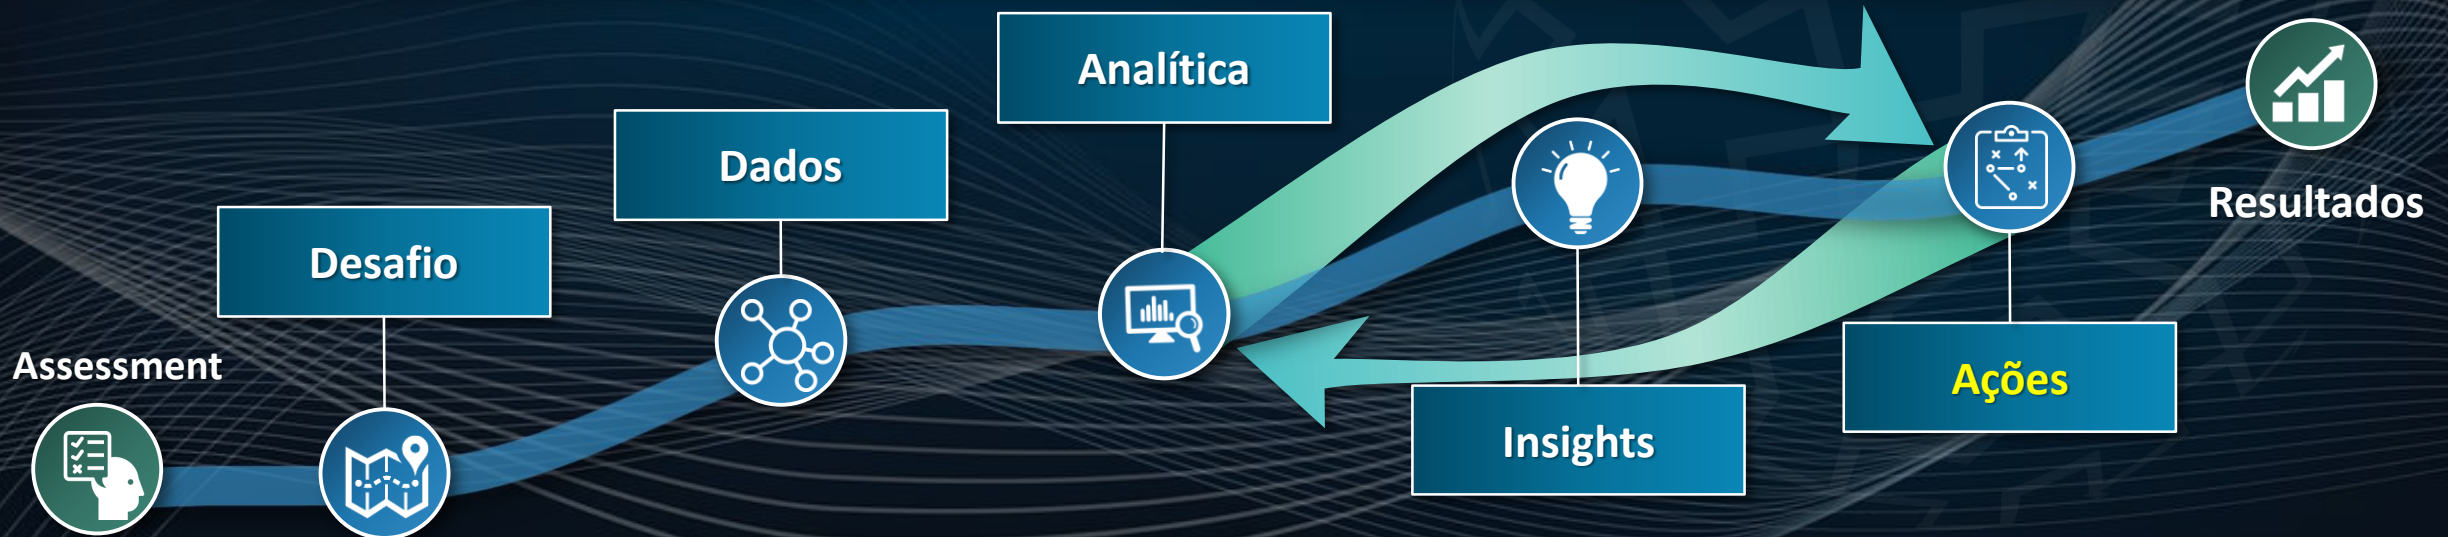 Assessment
Desafio
Dados
Analítica
Insights
Ações
Resultados